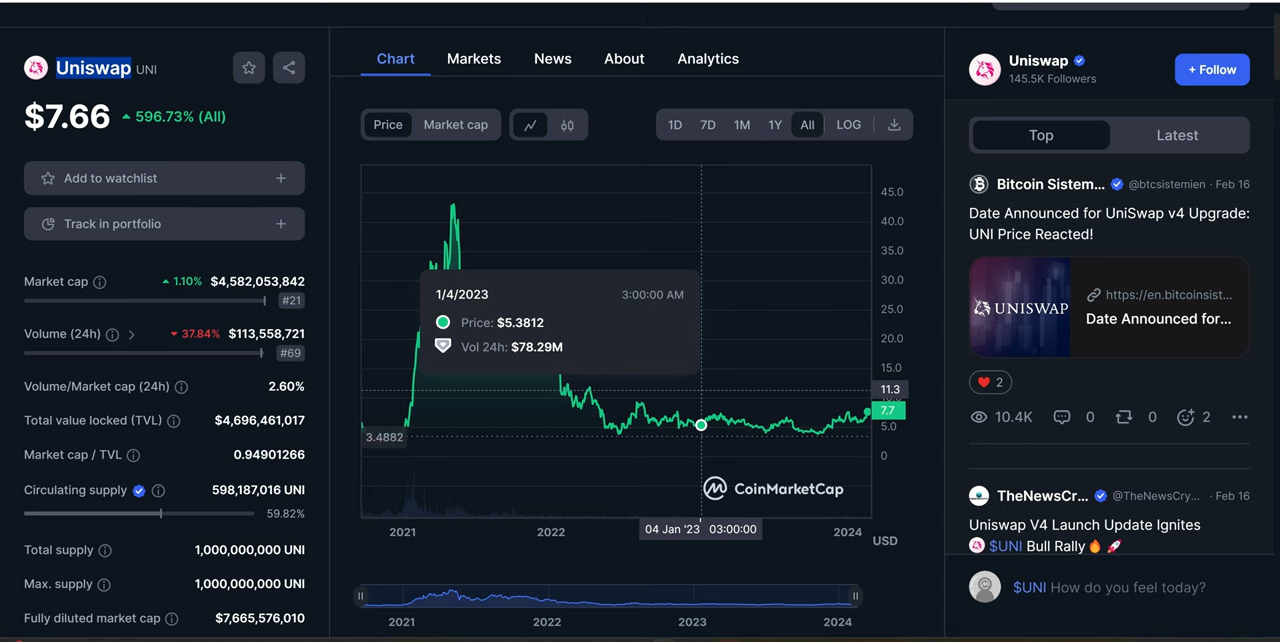 Uniswap UNI
$7.66 596.73% (All)
Add to watchlist +
Track in portfolio +
Market cap 1.10% $4,582,053,842
#21
Volume (24h) > 37.84% $113,558,721
#69
Volume/Market cap (24h) 2.60%
Total value locked (TVL) $4,696,461,017
Market cap / TVL 0.94901266
Circulating supply 598,187,016 UNI
59.82%
Total supply 1,000,000,000 UNI
Max. supply 1,000,000,000 UNI
Fully diluted market cap $7,665,576,010
Chart Markets News About Analytics
Price Market cap 1D 7D 1M 1Y All LOG
45.0
40.0
35.0
30.0
25.0
20.0
15.0
11.3
7.7
5.0
0
1/4/2023 3:00:00 AM
Price: $5.3812
Vol 24h: $78.29M
3.4882
CoinMarketCap
2021 2022 04 Jan '23 03:00:00 2024
USD
2021 2022 2023 2024
Uniswap
145.5K Followers
+ Follow
Top Latest
Bitcoin Sistem... @btcsistemien · Feb 16
Date Announced for UniSwap v4 Upgrade:
UNI Price Reacted!
UNISWAP
https://en.bitcoinsist...
Date Announced for...
2
10.4K 0 0 2
TheNewsCr... @TheNewsCry... · Feb 16
Uniswap V4 Launch Update Ignites
$UNI Bull Rally🔥 🚀
$UNI How do you feel today?